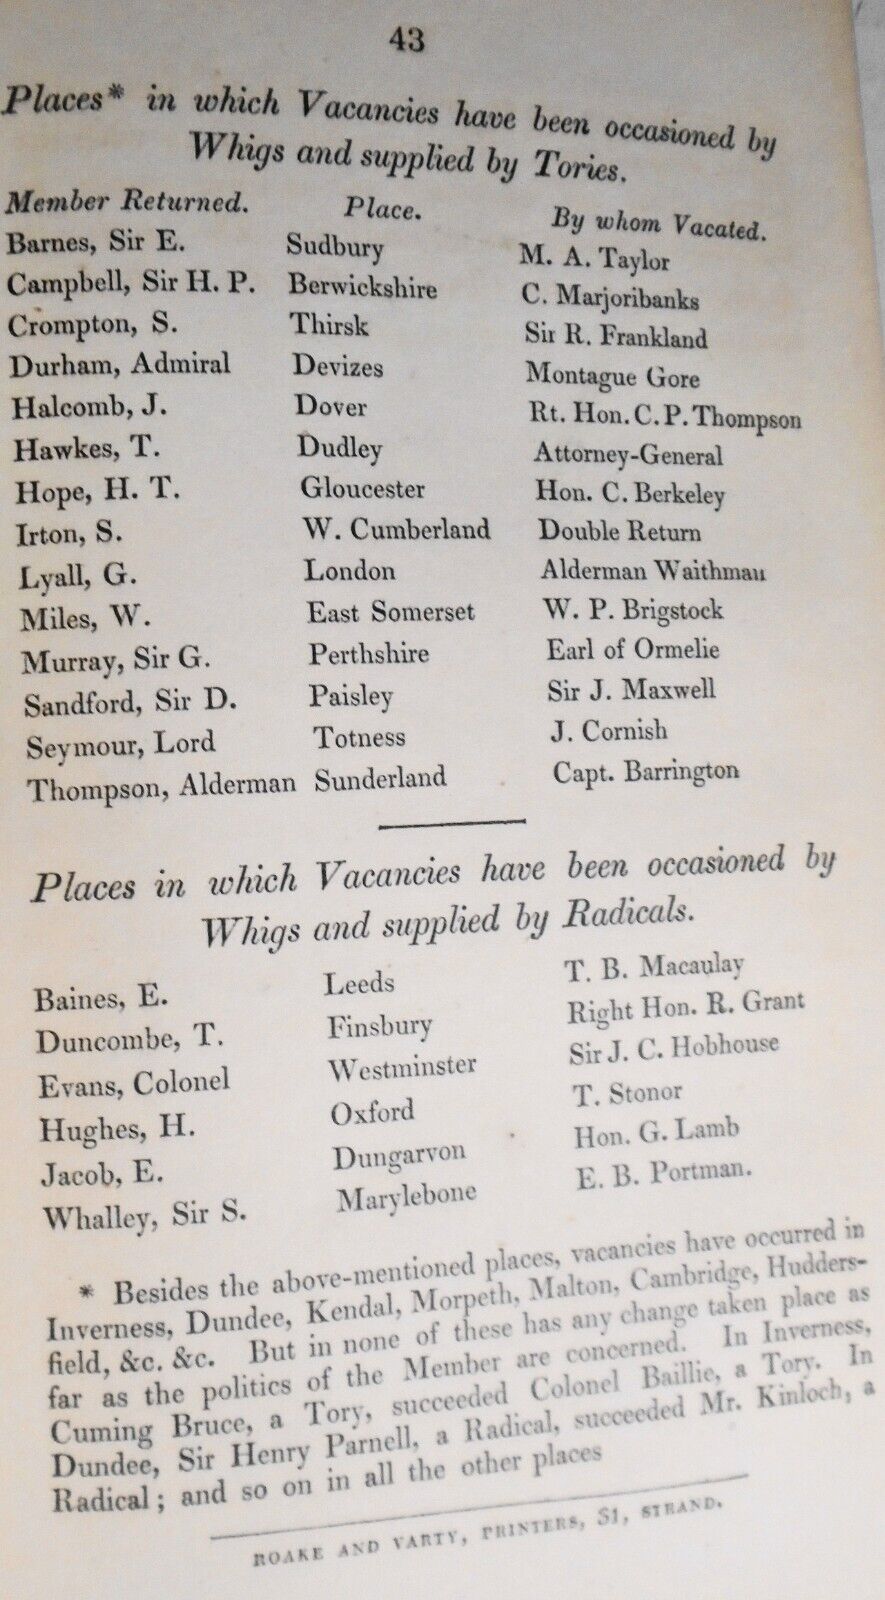 43
Places* in which Vacancies have been occasioned by
Whigs and supplied by Tories.
Member Returned. Place. By whom Vacated.
Barnes, Sir E. Sudbury M. A. Taylor
Campbell, Sir H. P. Berwickshire C. Marjoribanks
Crompton, S. Thirsk Sir R. Frankland
Durham, Admiral Devizes Montague Gore
Halcomb, J. Dover Rt. Hon. C. P. Thompson
Hawkes, T. Dudley Attorney-General
Hope, H. T. Gloucester Hon. C. Berkeley
Irton, S. W. Cumberland Double Return
Lyall, G. London Alderman Waithman
Miles, W. East Somerset W. P. Brigstock
Murray, Sir G. Perthshire Earl of Ormelie
Sandford, Sir D. Paisley Sir J. Maxwell
Seymour, Lord Totness J. Cornish
Thompson, Alderman Sunderland Capt. Barrington
Places in which Vacancies have been occasioned by
Whigs and supplied by Radicals.
Baines, E. Leeds T. B. Macaulay
Duncombe, T. Finsbury Right Hon. R. Grant
Evans, Colonel Westminster Sir J. C. Hobhouse
Hughes, H. Oxford T. Stonor
Jacob, E. Dungarvon Hon. G. Lamb
Whalley, Sir S. Marylebone E. B. Portman.
* Besides the above-mentioned places, vacancies have occurred in
Inverness, Dundee, Kendal, Morpeth, Malton, Cambridge, Hudders-
field, &c. &c. But in none of these has any change taken place as
far as the politics of the Member are concerned. In Inverness,
Cuming Bruce, a Tory, succeeded Colonel Baillie, a Tory. In
Dundee, Sir Henry Parnell, a Radical, succeeded Mr. Kinloch, a
Radical; and so on in all the other places
ROAKE AND VARTY, PRINTERS, 31, STRAND.